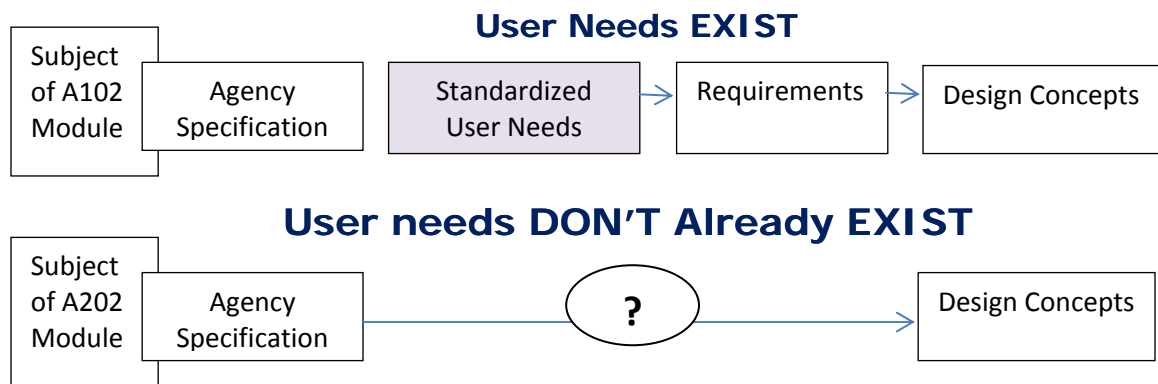 User Needs EXIST
Subject
of A102
Module
Agency
Specification
Standardized
User Needs
Requirements
Design Concepts
User needs DON'T Already EXIST
Subject
of A202
Module
Agency
Specification
?
Design Concepts